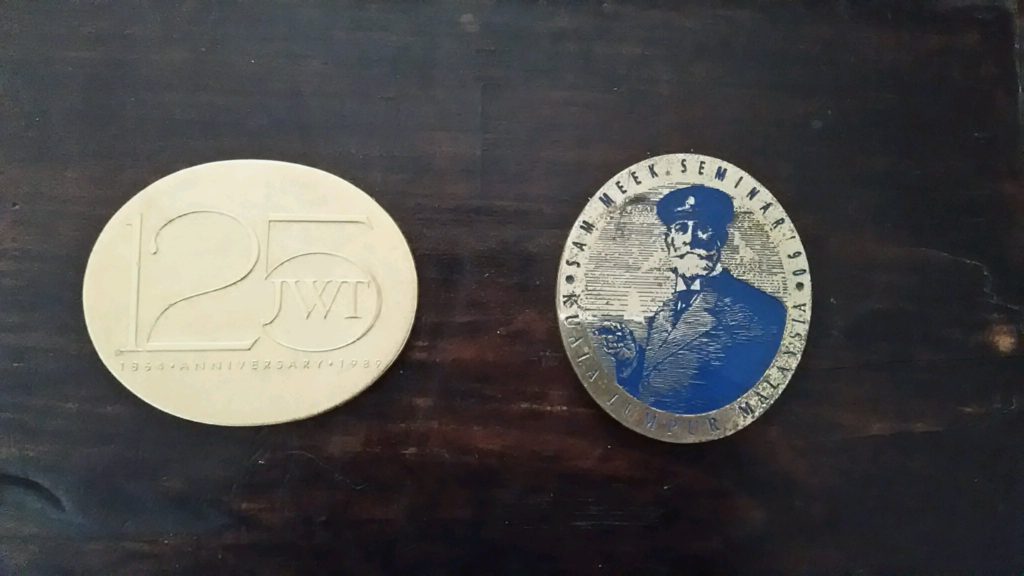 125
JWT
1864•ANNIVERSARY•1989
SAM MEEK SEMINAR '90
KUALA LUMPUR MALAYSIA